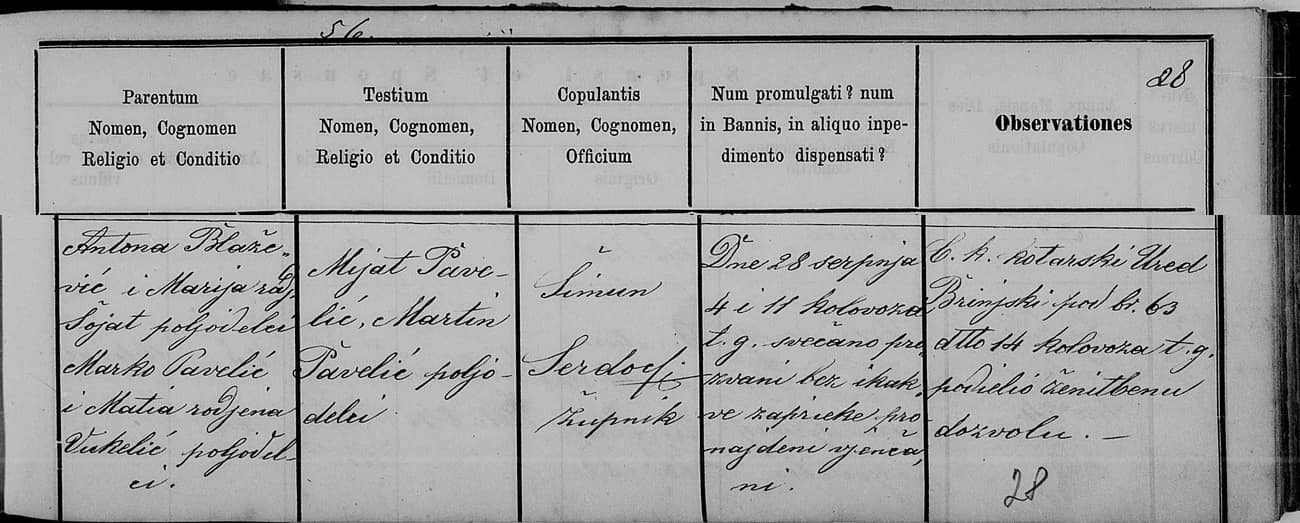 56.
28
Parentum
Nomen, Cognomen
Religio et Conditio
Testium
Nomen, Cognomen,
Religio et Conditio
Copulantis
Nomen, Cognomen,
Officium
Num promulgati? num
in Bannis, in aliquo inpe-
dimento dispensati?
Observationes
Antona Blaže„
vić i Marija rodj.
Šojat poljodelci
Marko Pavelić
i Matia rodjena
Vukelić poljodel-
ci.
Mijat Pave-
lić, Martin
Pavelić poljo-
delci
Šimun
Serdoč
župnik
Dne 28 serpnja
4 i 11 kolovoza
t. g. svečano pro
zvani bez ikak„
ve zaprieke pro
najdeni vjenča„
ni.
C. k. kotarski Ured
Brinjski pod br. 63
dtto 14 kolovoza t. g.
podielio ženitbenu
dozvolu. —
28